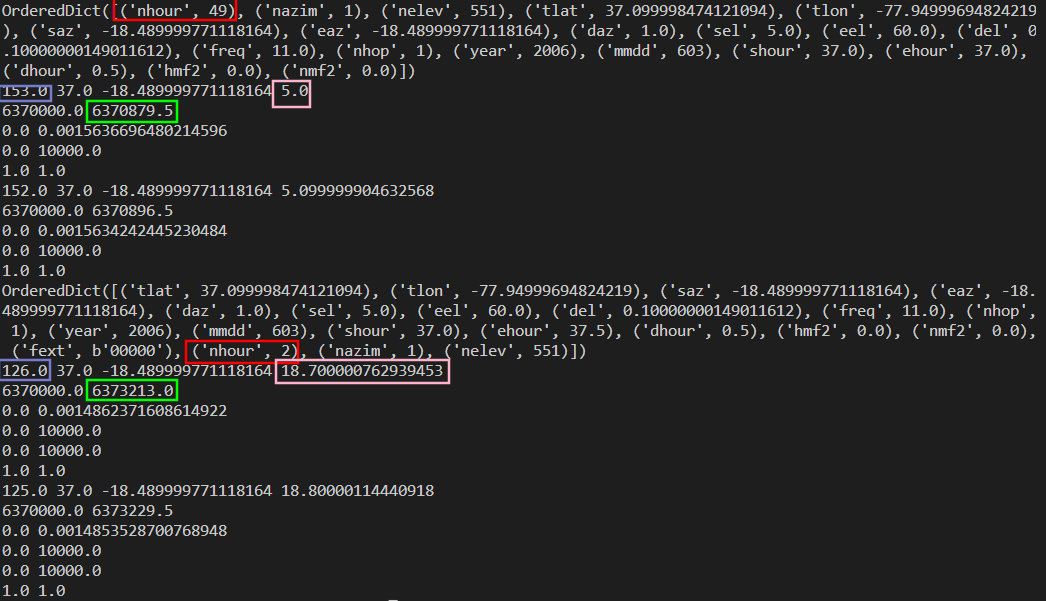 OrderedDict([('nhour', 49), ('nazim', 1), ('nelev', 551), ('tlat', 37.099998474121094), ('tlon', -77.94999694824219
), ('saz', -18.489999771118164), ('eaz', -18.489999771118164), ('daz', 1.0), ('sel', 5.0), ('eel', 60.0), ('del', 0
.10000000149011612), ('freq', 11.0), ('nhop', 1), ('year', 2006), ('mmdd', 603), ('shour', 37.0), ('ehour', 37.0),
('dhour', 0.5), ('hmf2', 0.0), ('nmf2', 0.0)])
153.0 37.0 -18.489999771118164 5.0
6370000.0 6370879.5
0.0 0.0015636696480214596
0.0 10000.0
1.0 1.0
152.0 37.0 -18.489999771118164 5.099999904632568
6370000.0 6370896.5
0.0 0.0015634242445230484
0.0 10000.0
1.0 1.0
OrderedDict([('tlat', 37.099998474121094), ('tlon', -77.94999694824219), ('saz', -18.489999771118164), ('eaz', -18.
489999771118164), ('daz', 1.0), ('sel', 5.0), ('eel', 60.0), ('del', 0.10000000149011612), ('freq', 11.0), ('nhop',
1), ('year', 2006), ('mmdd', 603), ('shour', 37.0), ('ehour', 37.5), ('dhour', 0.5), ('hmf2', 0.0), ('nmf2', 0.0),
('fext', b'00000'), ('nhour', 2), ('nazim', 1), ('nelev', 551)])
126.0 37.0 -18.489999771118164 18.700000762939453
6370000.0 6373213.0
0.0 0.0014862371608614922
0.0 10000.0
0.0 10000.0
1.0 1.0
125.0 37.0 -18.489999771118164 18.80000114440918
6370000.0 6373229.5
0.0 0.0014853528700768948
0.0 10000.0
0.0 10000.0
1.0 1.0